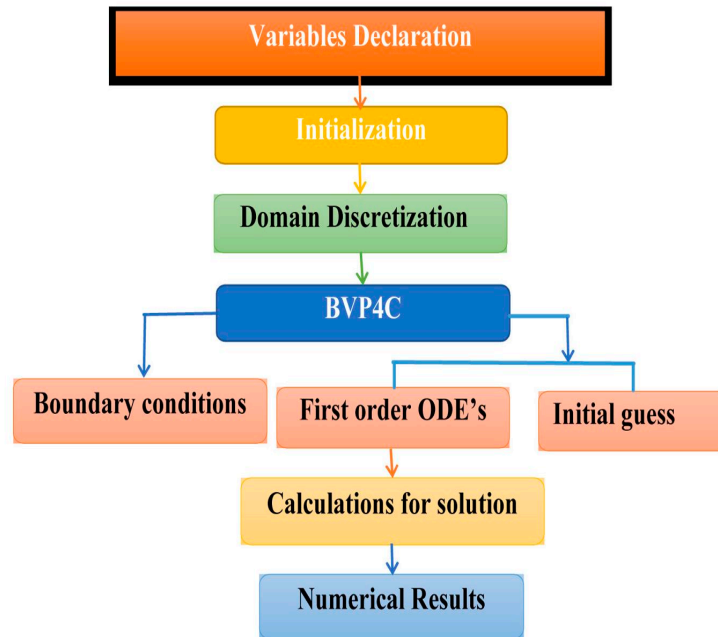 Variables Declaration
Initialization
Domain Discretization
BVP4C
Boundary conditions
First order ODE's
Initial guess
Calculations for solution
Numerical Results